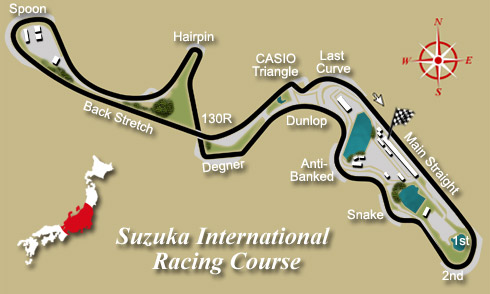 Spoon
Hairpin
CASIO
Triangle
Last
Curve
N
W
E
S
Back Stretch
130R
Degner
Dunlop
Main Straight
Anti-
Banked
Snake
1st
2nd
Suzuka International
Racing Course